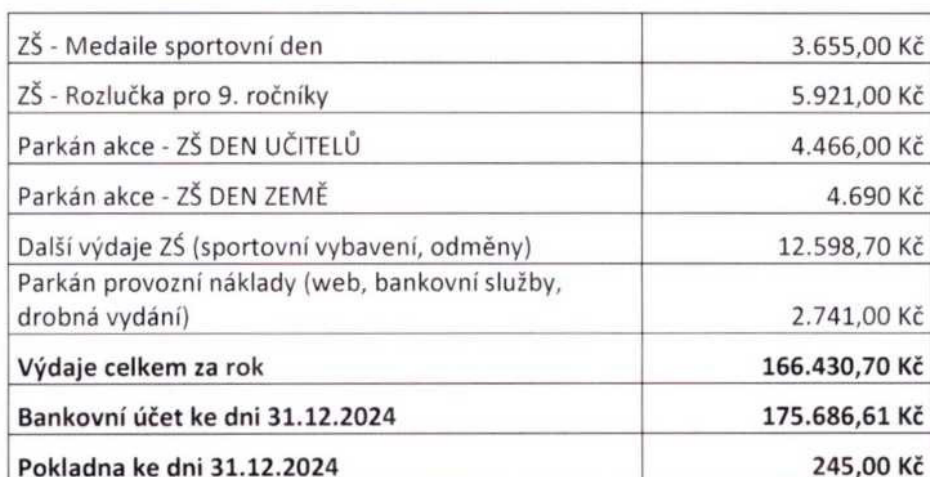 ZŠ - Medaile sportovní den 3.655,00 Kč
ZŠ - Rozlučka pro 9. ročníky 5.921,00 Kč
Parkán akce - ZŠ DEN UČITELŮ 4.466,00 Kč
Parkán akce - ZŠ DEN ZEMĚ 4.690 Kč
Další výdaje ZŚ (sportovní vybavení, odměny) 12.598,70 Kč
Parkán provozní náklady (web, bankovní služby,
drobná vydání) 2.741,00 Kč
Výdaje celkem za rok 166.430,70 Kč
Bankovní účet ke dni 31.12.2024 175.686,61 Kč
Pokladna ke dni 31.12.2024 245,00 Kč